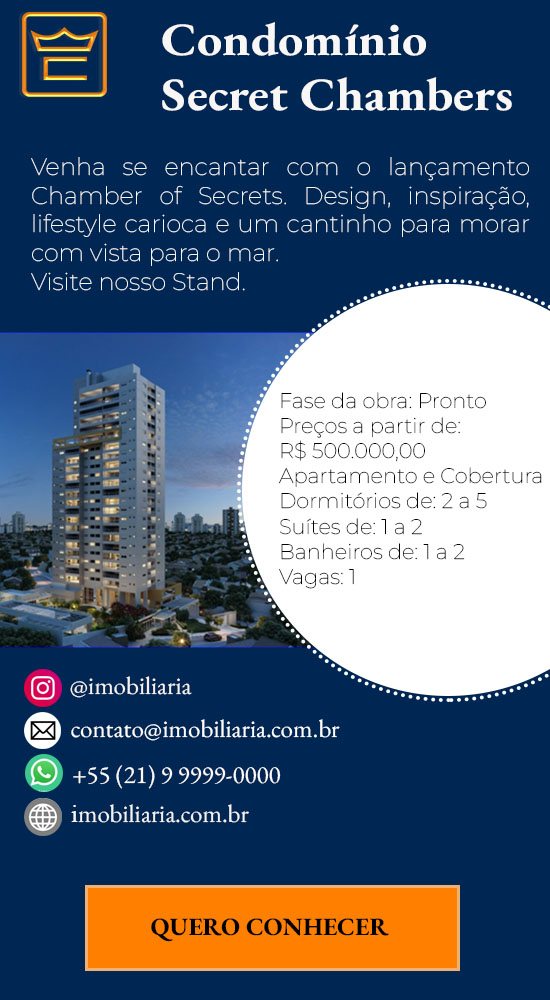 Condomínio
Secret Chambers
Venha se encantar com o lançamento
Chamber of Secrets. Design, inspiração,
lifestyle carioca e um cantinho para morar
com vista para o mar.
Visite nosso Stand.
Fase da obra: Pronto
Preços a partir de:
R$ 500.000,00
Apartamento e Cobertura
Dormitórios de: 2 a 5
Suítes de: 1 a 2
Banheiros de: 1 a 2
Vagas: 1
@imobiliaria
contato@imobiliaria.com.br
+55 (21) 9 9999-0000
imobiliaria.com.br
QUERO CONHECER